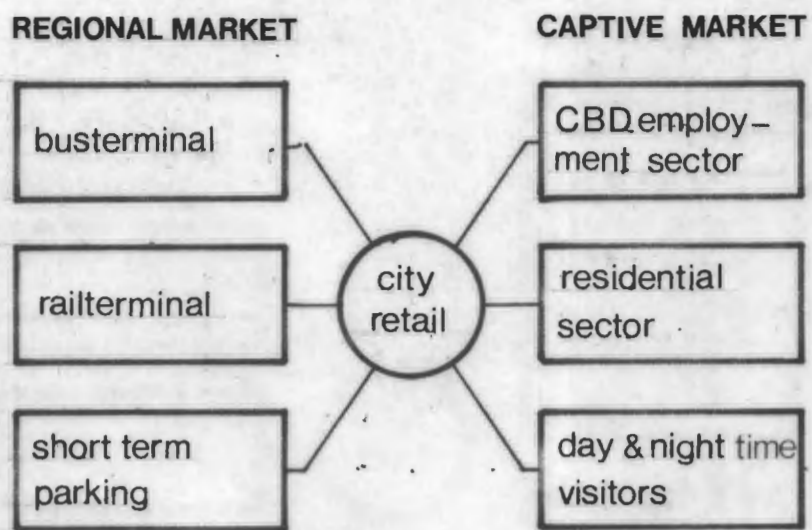 REGIONAL MARKET
busterminal
railterminal
short term
parking
city
retail
CAPTIVE MARKET
CBD employ-
ment sector
residential
sector
day & night time
visitors